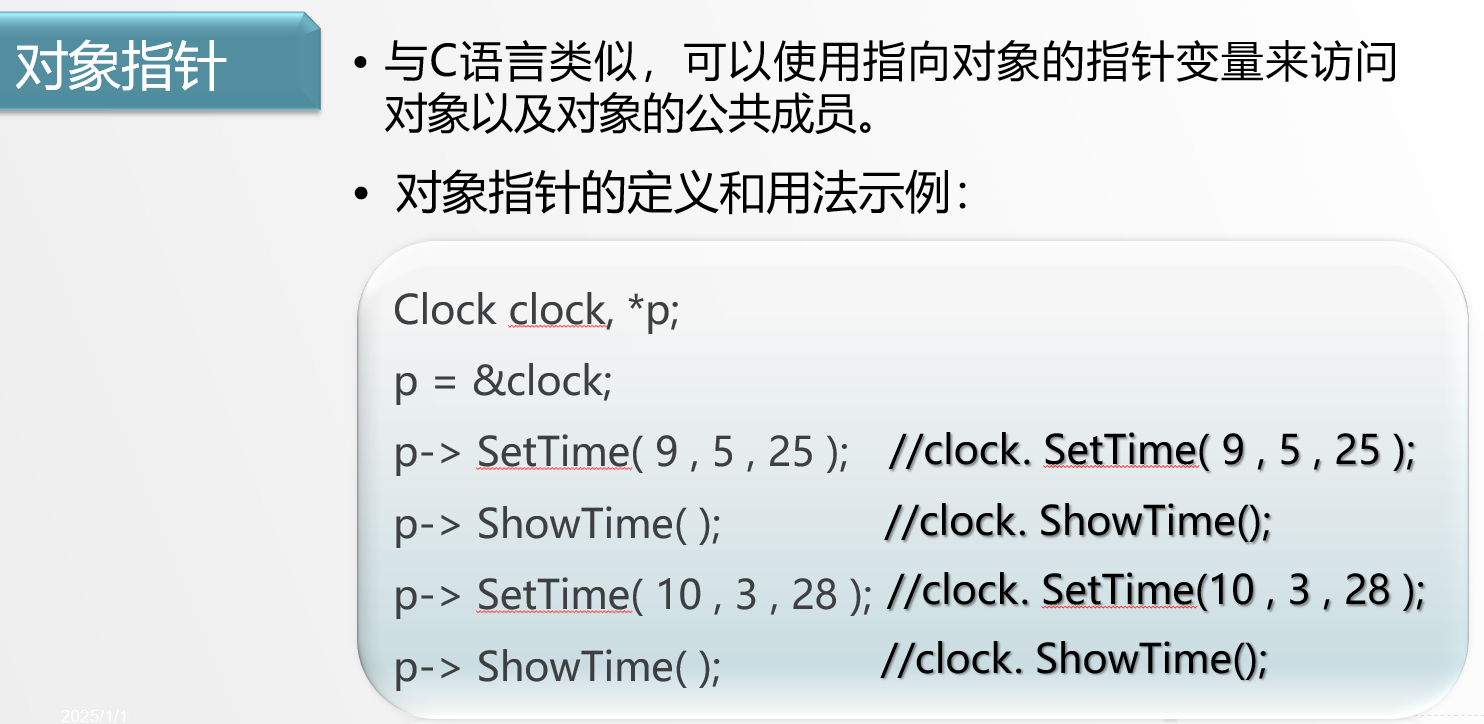 对象指针
• 与C语言类似，可以使用指向对象的指针变量来访问
对象以及对象的公共成员。
• 对象指针的定义和用法示例：
Clock clock, *p;
p = &clock;
p-> SetTime( 9 , 5 , 25 ); //clock. SetTime( 9 , 5 , 25 );
p-> ShowTime( ); //clock. ShowTime();
p-> SetTime( 10 , 3 , 28 ); //clock. SetTime(10 , 3 , 28 );
p-> ShowTime( ); //clock. ShowTime();
2025/1/1